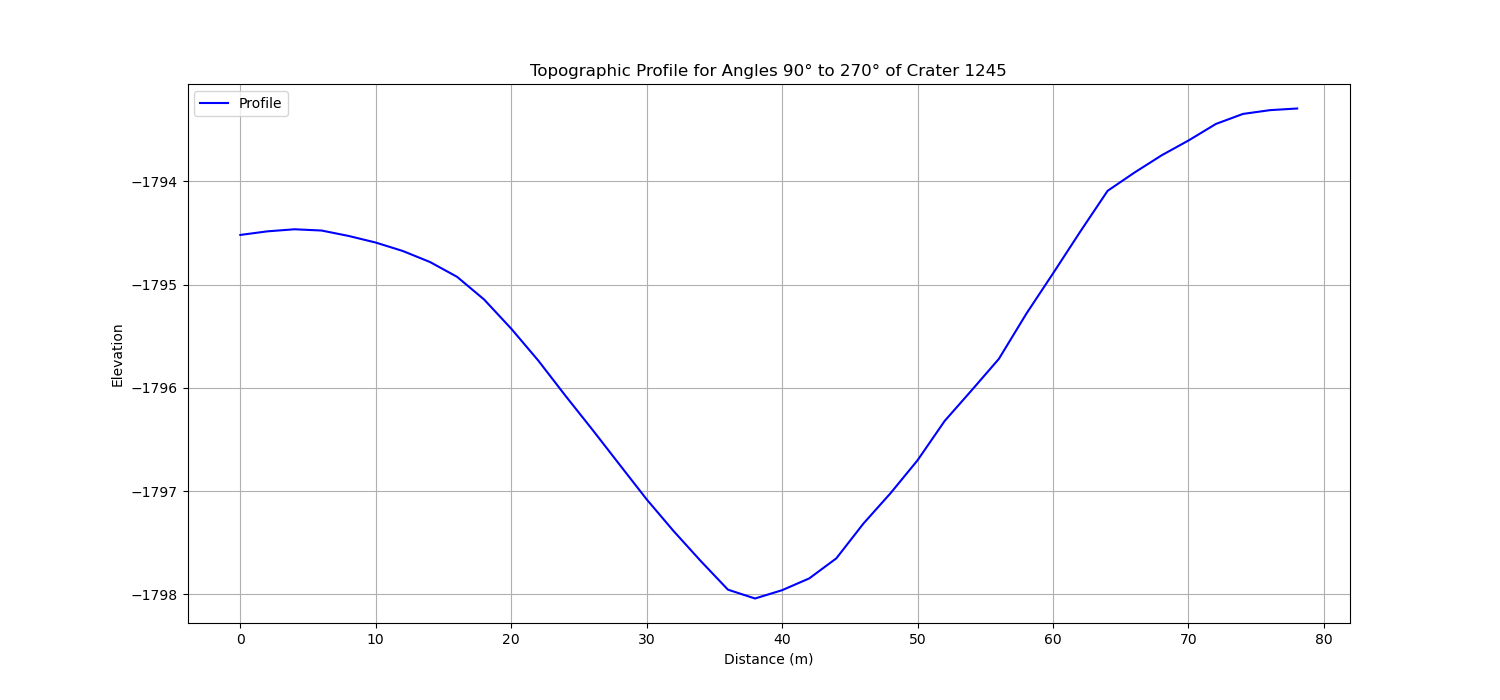 Topographic Profile for Angles 90° to 270° of Crater 1245
Profile
−1794
−1795
−1796
−1797
−1798
Elevation
0 10 20 30 40 50 60 70 80
Distance (m)